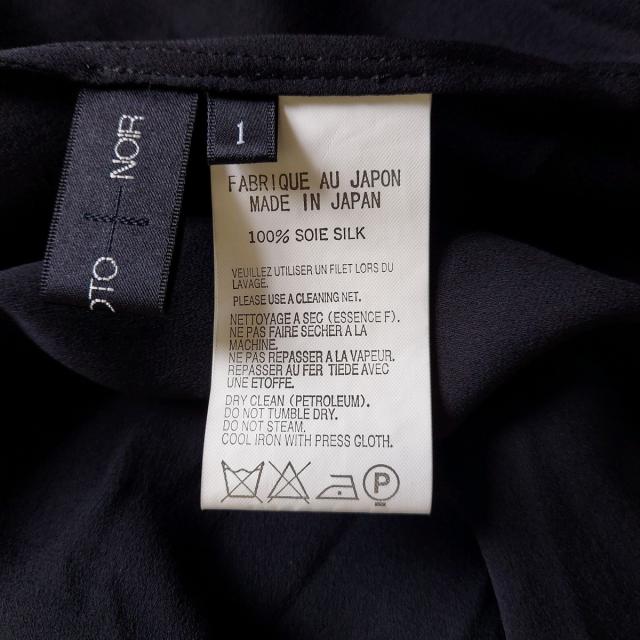 NOIR
1
FABRIQUE AU JAPON
MADE IN JAPAN
100% SOIE SILK
VEUILLEZ UTILISER UN FILET LORS DU
LAVAGE.
PLEASE USE A CLEANING NET.
NETTOYAGE A SEC (ESSENCE F).
NE PAS FAIRE SECHER A LA
MACHINE.
NE PAS REPASSER A LA VAPEUR.
REPASSER AU FER TIEDE AVEC
UNE ETOFFE.
DRY CLEAN (PETROLEUM).
DO NOT TUMBLE DRY.
DO NOT STEAM.
COOL IRON WITH PRESS CLOTH.
P